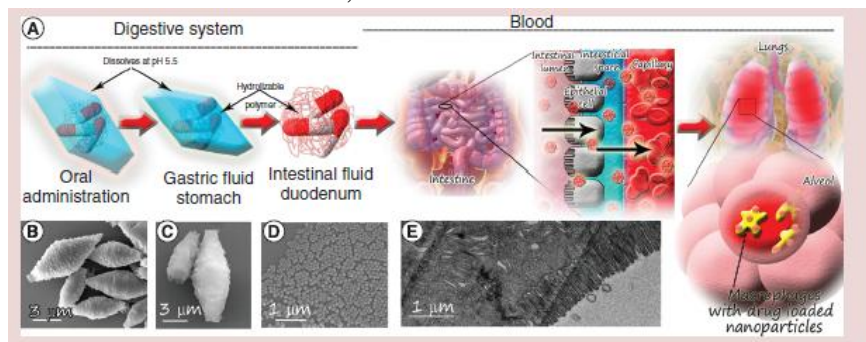 Digestive system
Blood
A
Dissolves at pH 5.5
Hydrolizable
polymer
Oral
administration
Gastric fluid
stomach
Intestinal fluid
duodenum
Intestine
Intestinal
lumen
Interstitial
space
Capillary
Epithelial
cell
Lungs
Alveol
Macrophages
with drug loaded
nanoparticles
B
3 μm
C
3 μm
D
1 μm
E
1 μm